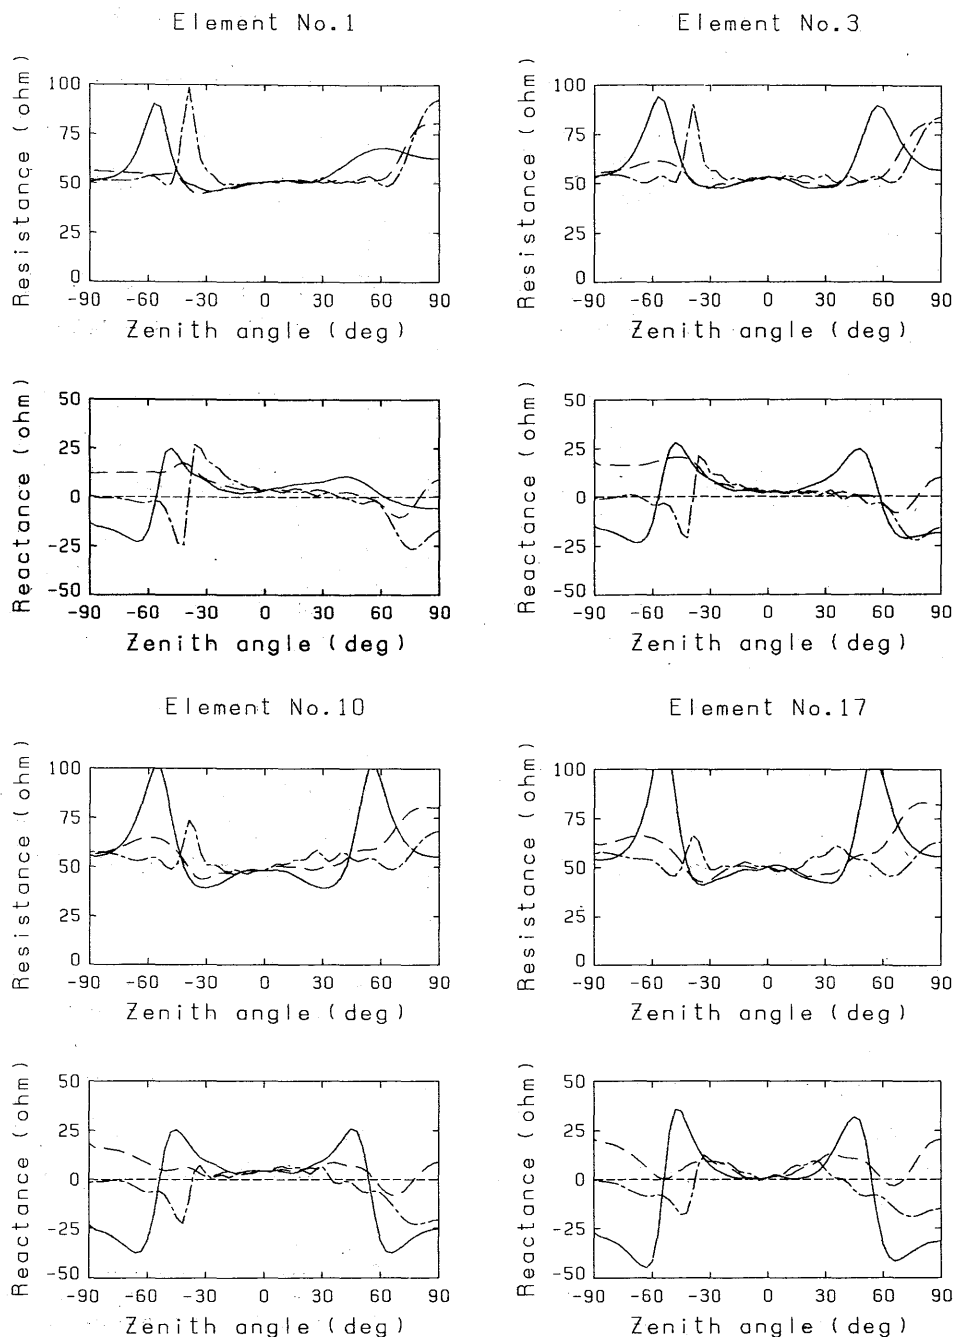 Element No.1
Resistance (ohm)
100
75
50
25
0
-90 -60 -30 0 30 60 90
Zenith angle (deg)
Element No.3
Resistance (ohm)
100
75
50
25
0
-90 -60 -30 0 30 60 90
Zenith angle (deg)
Reactance (ohm)
50
25
0
-25
-50
-90 -60 -30 0 30 60 90
Zenith angle (deg)
Reactance (ohm)
50
25
0
-25
-50
-90 -60 -30 0 30 60 90
Zenith angle (deg)
Element No.10
Resistance (ohm)
100
75
50
25
0
-90 -60 -30 0 30 60 90
Zenith angle (deg)
Element No.17
Resistance (ohm)
100
75
50
25
0
-90 -60 -30 0 30 60 90
Zenith angle (deg)
Reactance (ohm)
50
25
0
-25
-50
-90 -60 -30 0 30 60 90
Zenith angle (deg)
Reactance (ohm)
50
25
0
-25
-50
-90 -60 -30 0 30 60 90
Zenith angle (deg)